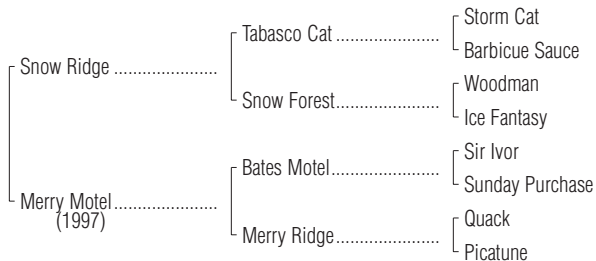 Storm Cat
Tabasco Cat ....................
Barbicue Sauce
Snow Ridge ....................
Woodman
Snow Forest....................
Ice Fantasy
Sir Ivor
Bates Motel.....................
Sunday Purchase
Merry Motel....................
(1997)
Quack
Merry Ridge....................
Picatune